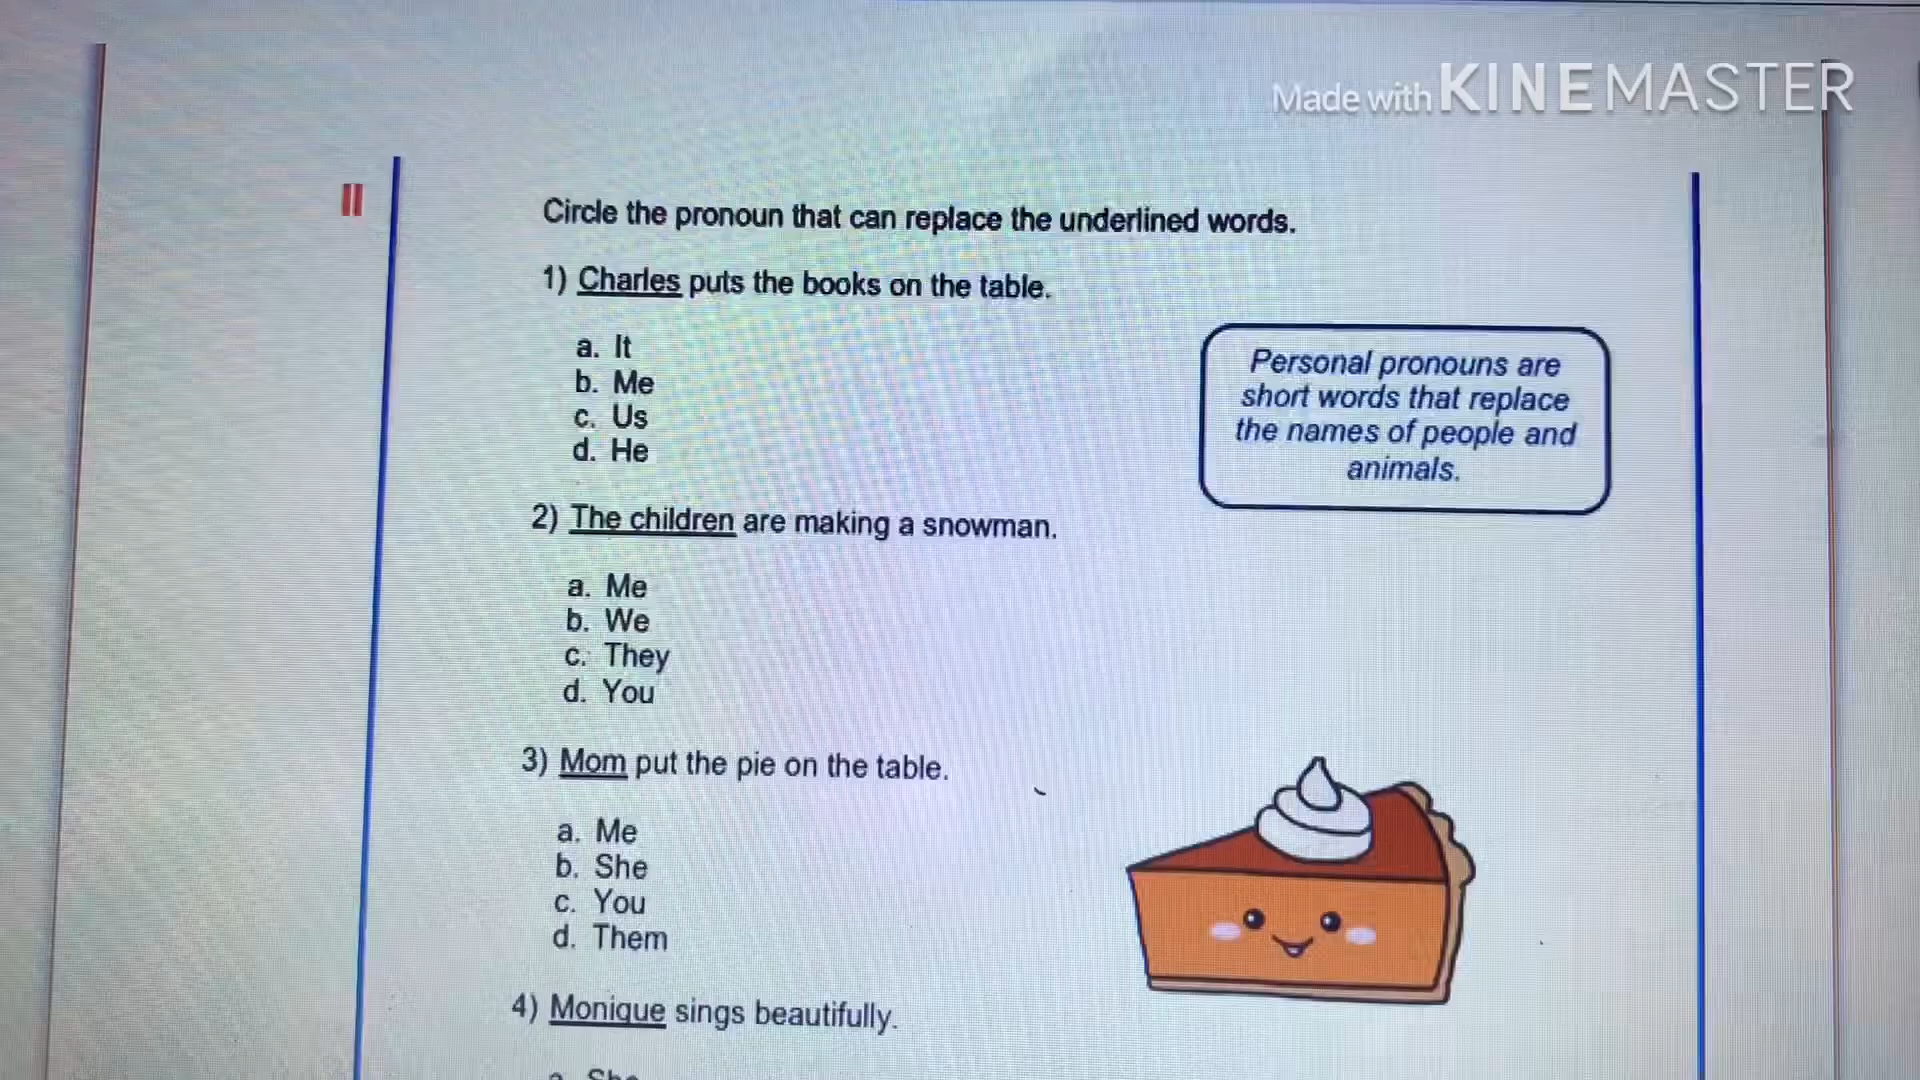 Made with KINEMASTER
II
Circle the pronoun that can replace the underlined words.
1) Charles puts the books on the table.
a. It
b. Me
c. Us
d. He
Personal pronouns are
short words that replace
the names of people and
animals.
2) The children are making a snowman.
a. Me
b. We
c. They
d. You
3) Mom put the pie on the table.
a. Me
b. She
c. You
d. Them
4) Monique sings beautifully.